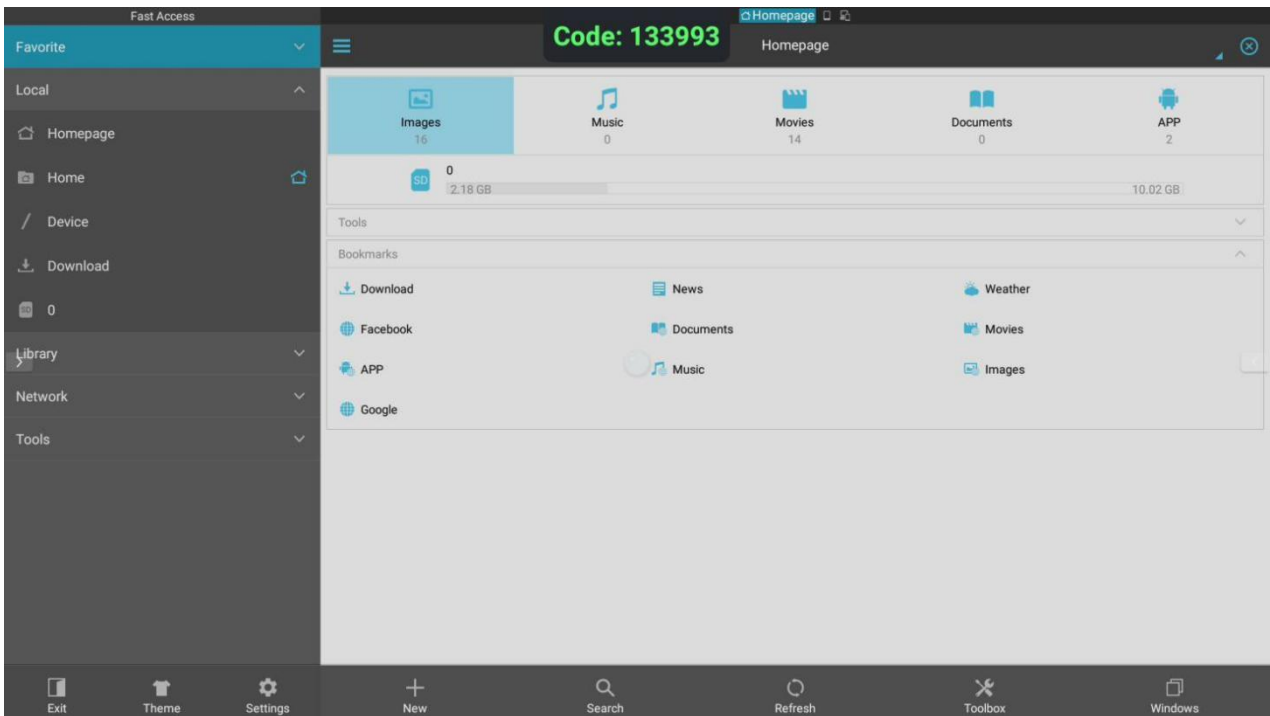 Fast Access
Homepage
Favorite
Code: 133993
Homepage
Local
Homepage
Home
Device
Download
0
Library
Network
Tools
Images
16
Music
0
Movies
14
Documents
0
APP
2
0
2.18 GB
10.02 GB
Tools
Bookmarks
Download
News
Weather
Facebook
Documents
Movies
APP
Music
Images
Google
Exit
Theme
Settings
New
Search
Refresh
Toolbox
Windows